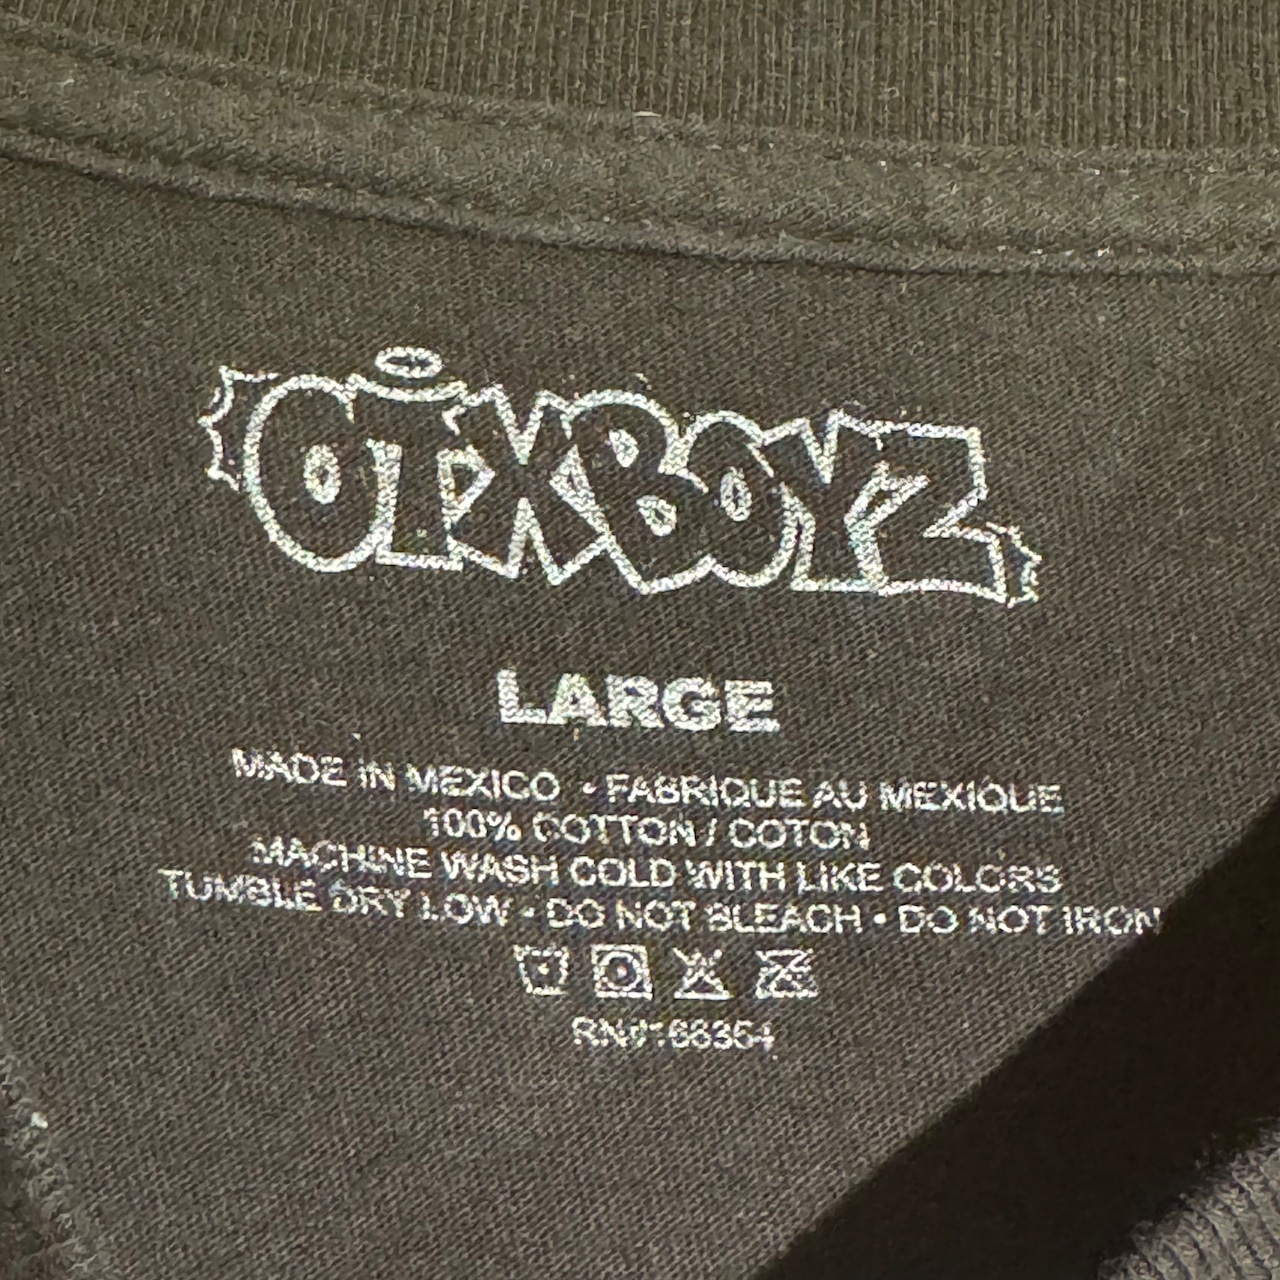 OTXBOYZ
LARGE
MADE IN MEXICO • FABRIQUE AU MEXIQUE
100% COTTON / COTON
MACHINE WASH COLD WITH LIKE COLORS
TUMBLE DRY LOW • DO NOT BLEACH • DO NOT IRON
RN#166354